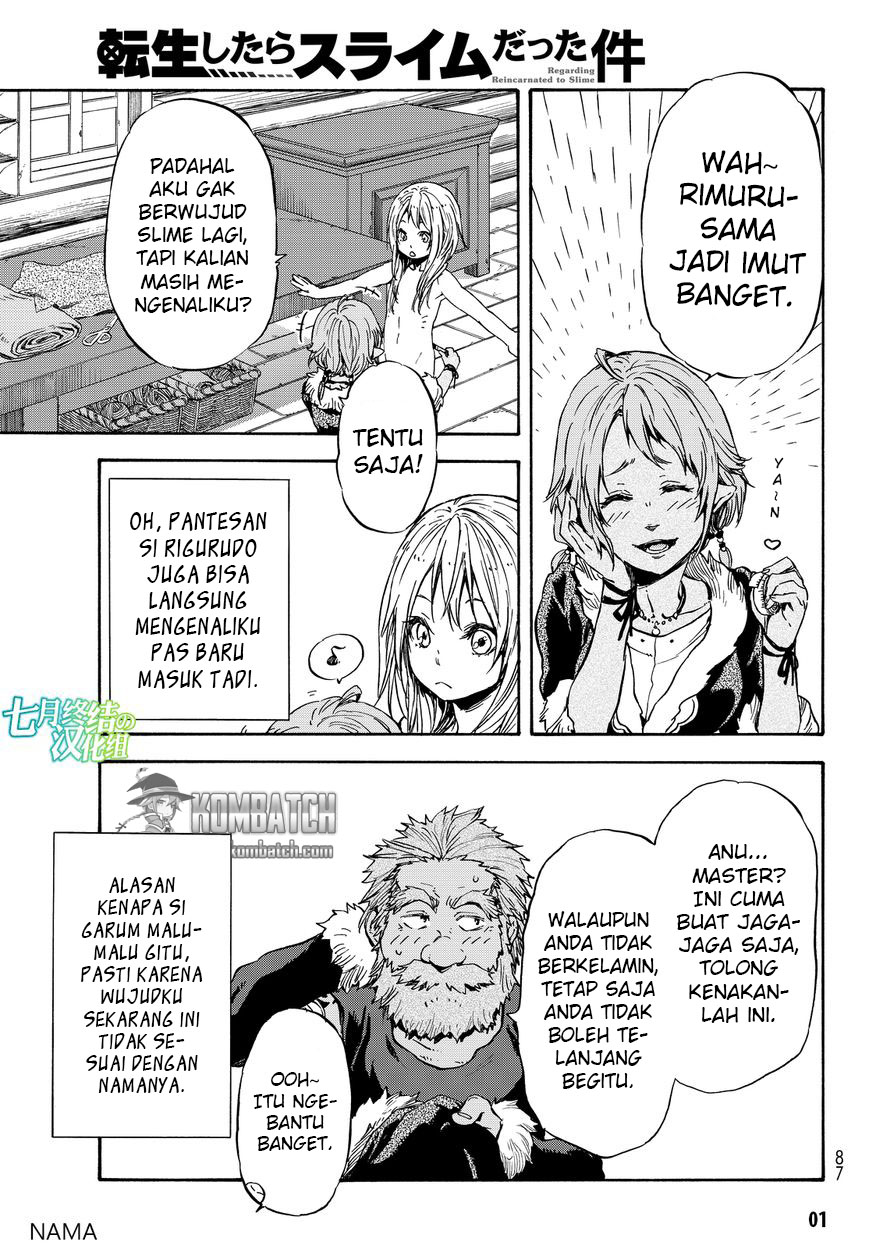 転生したらスライムだった件
Regarding
Reincarnated to Slime
WAH~
RIMURU-
SAMA
JADI IMUT
BANGET.
YA~N
PADAHAL
AKU GAK
BERWUJUD
SLIME LAGI,
TAPI KALIAN
MASIH ME-
NGENALIKU?
TENTU
SAJA!
OH, PANTESAN
SI RIGURUDO
JUGA BISA
LANGSUNG
MENGENALIKU
PAS BARU
MASUK TADI.
七月终结の
汉化组
KOMBATCH
kombatch.com
ANU...
MASTER?
INI CUMA
BUAT JAGA-
JAGA SAJA,
TOLONG
KENAKAN-
LAH INI.
WALAUPUN
ANDA TIDAK
BERKELAMIN,
TETAP SAJA
ANDA TIDAK
BOLEH TE-
LANJANG
BEGITU.
ALASAN
KENAPA SI
GARUM MALU-
MALU GITU,
PASTI KARENA
WUJUDKU
SEKARANG INI
TIDAK SE-
SUAI DENGAN
NAMANYA.
OOH~
ITU NGE-
BANTU
BANGET.
87
01
NAMA